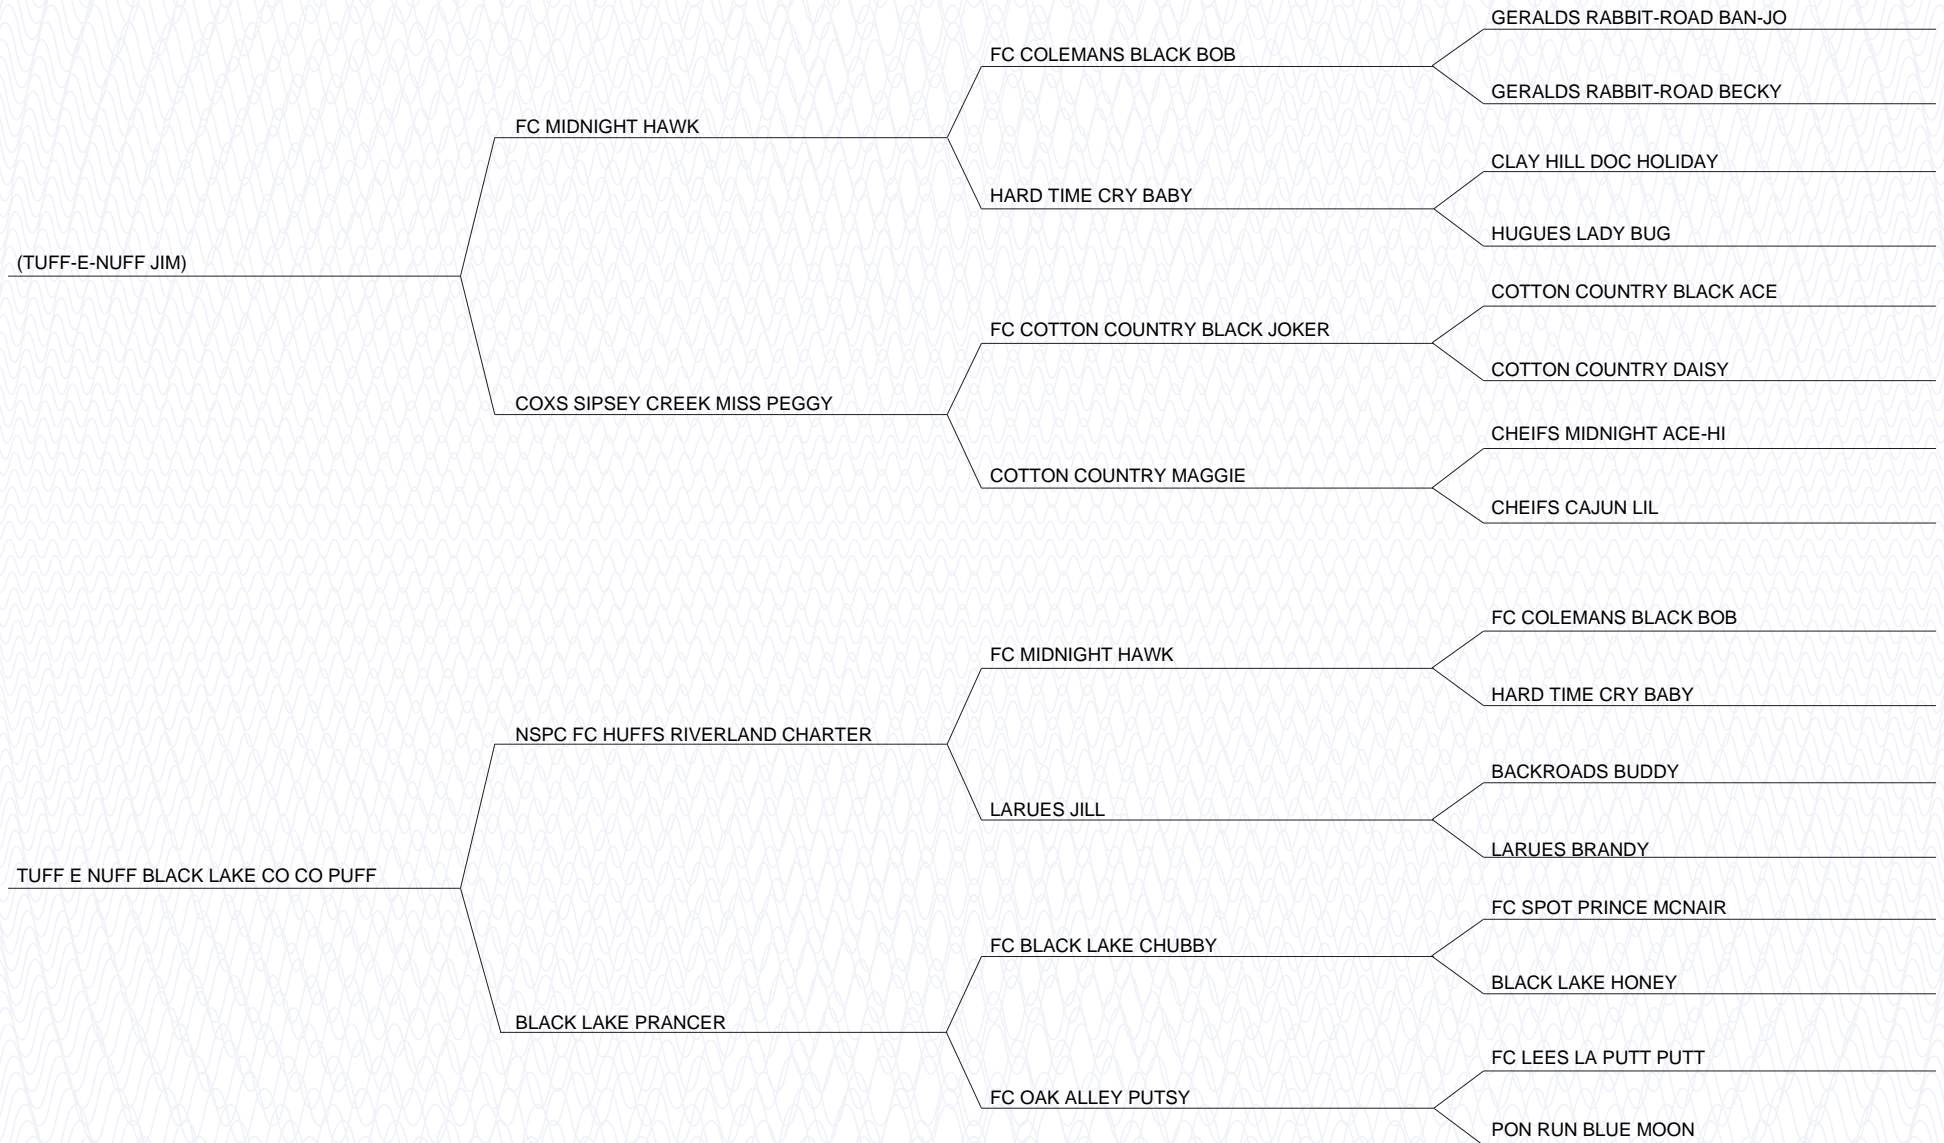 GERALDS RABBIT-ROAD BAN-JO
FC COLEMANS BLACK BOB
GERALDS RABBIT-ROAD BECKY
FC MIDNIGHT HAWK
CLAY HILL DOC HOLIDAY
HARD TIME CRY BABY
HUGUES LADY BUG
(TUFF-E-NUFF JIM)
COTTON COUNTRY BLACK ACE
FC COTTON COUNTRY BLACK JOKER
COTTON COUNTRY DAISY
COXS SIPSEY CREEK MISS PEGGY
CHEIFS MIDNIGHT ACE-HI
COTTON COUNTRY MAGGIE
CHEIFS CAJUN LIL
FC COLEMANS BLACK BOB
FC MIDNIGHT HAWK
HARD TIME CRY BABY
NSPC FC HUFFS RIVERLAND CHARTER
BACKROADS BUDDY
LARUES JILL
LARUES BRANDY
TUFF E NUFF BLACK LAKE CO CO PUFF
FC SPOT PRINCE MCNAIR
FC BLACK LAKE CHUBBY
BLACK LAKE HONEY
BLACK LAKE PRANCER
FC LEES LA PUTT PUTT
FC OAK ALLEY PUTSY
PON RUN BLUE MOON